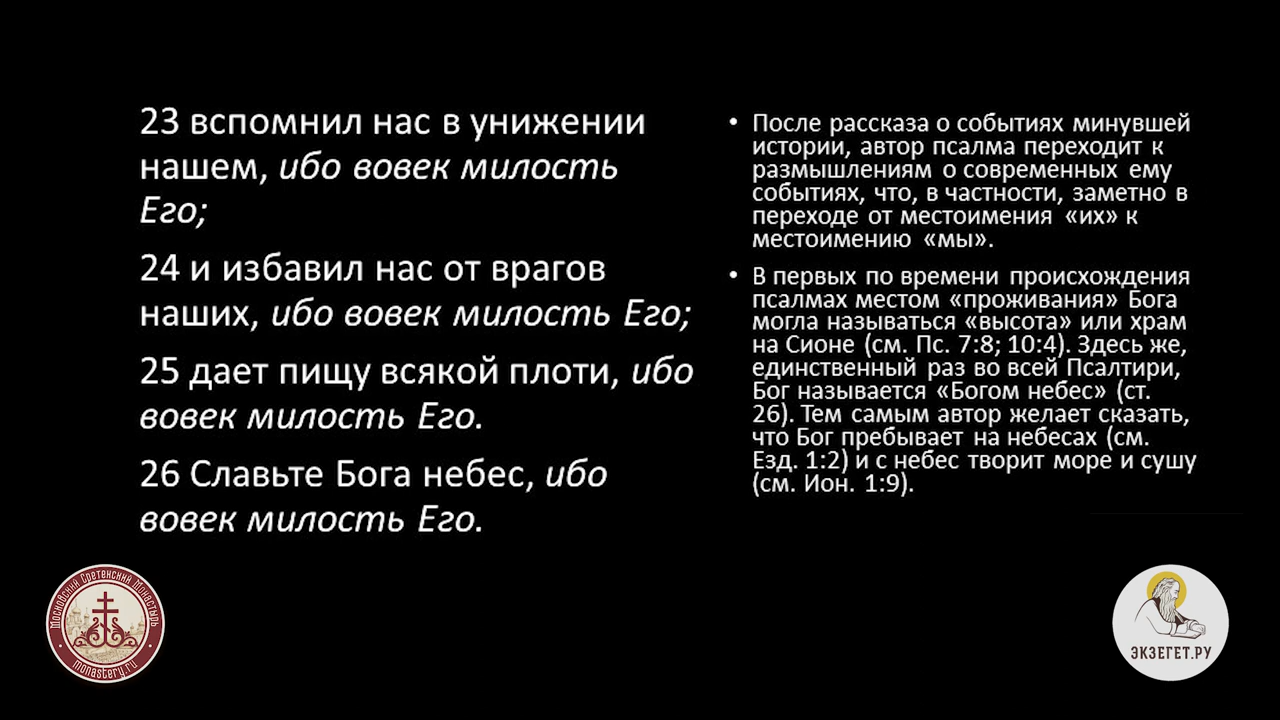 23 вспомнил нас в унижении
нашем, ибо вовек милость
Его;
24 и избавил нас от врагов
наших, ибо вовек милость Его;
25 дает пищу всякой плоти, ибо
вовек милость Его.
26 Славьте Бога небес, ибо
вовек милость Его.
• После рассказа о событиях минувшей
истории, автор псалма переходит к
размышлениям о современных ему
событиях, что, в частности, заметно в
переходе от местоимения «их» к
местоимению «мы».
• В первых по времени происхождения
псалмах местом «проживания» Бога
могла называться «высота» или храм
на Сионе (см. Пс. 7:8; 10:4). Здесь же,
единственный раз во всей Псалтири,
Бог называется «Богом небес» (ст.
26). Тем самым автор желает сказать,
что Бог пребывает на небесах (см.
Езд. 1:2) и с небес творит море и сушу
(см. Ион. 1:9).
Московский Сретенский Монастырь
monastery.ru
ЭКЗЕГЕТ.РУ